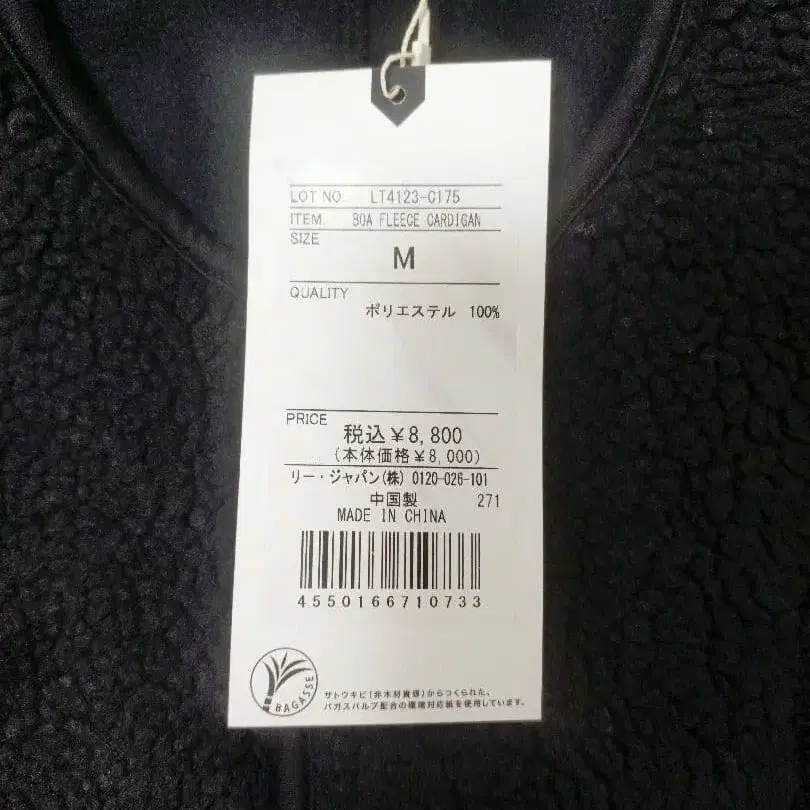 LOT NO. LT4123-C175
ITEM. BOA FLEECE CARDIGAN
SIZE
M
QUALITY
ポリエステル 100%
PRICE
税込¥8,800
(本体価格¥8,000)
リー・ジャパン(株) 0120-026-101
中国製 271
MADE IN CHINA
4550166710733
BAGASSE
サトウキビ(非木材資源)からつくられた、
バガスパルプ配合の環境対応紙を使用しています。